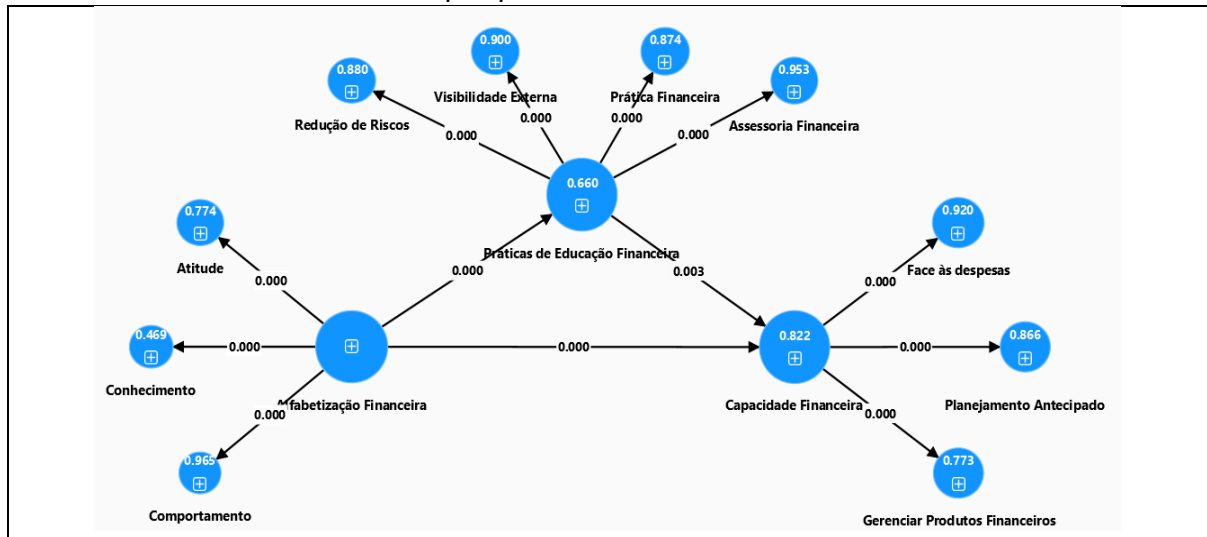 0.900
0.874
0.880
0.953
Visibilidade Externa
Prática Financeira
Redução de Riscos
Assessoria Financeira
0.000
0.000
0.000
0.000
0.660
0.774
0.920
Práticas de Educação Financeira
Atitude
Face às despesas
0.000
0.000
0.003
0.000
0.469
0.000
0.000
0.822
0.000
0.866
Conhecimento
Alfabetização Financeira
Capacidade Financeira
Planejamento Antecipado
0.000
0.000
0.965
0.773
Comportamento
Gerenciar Produtos Financeiros